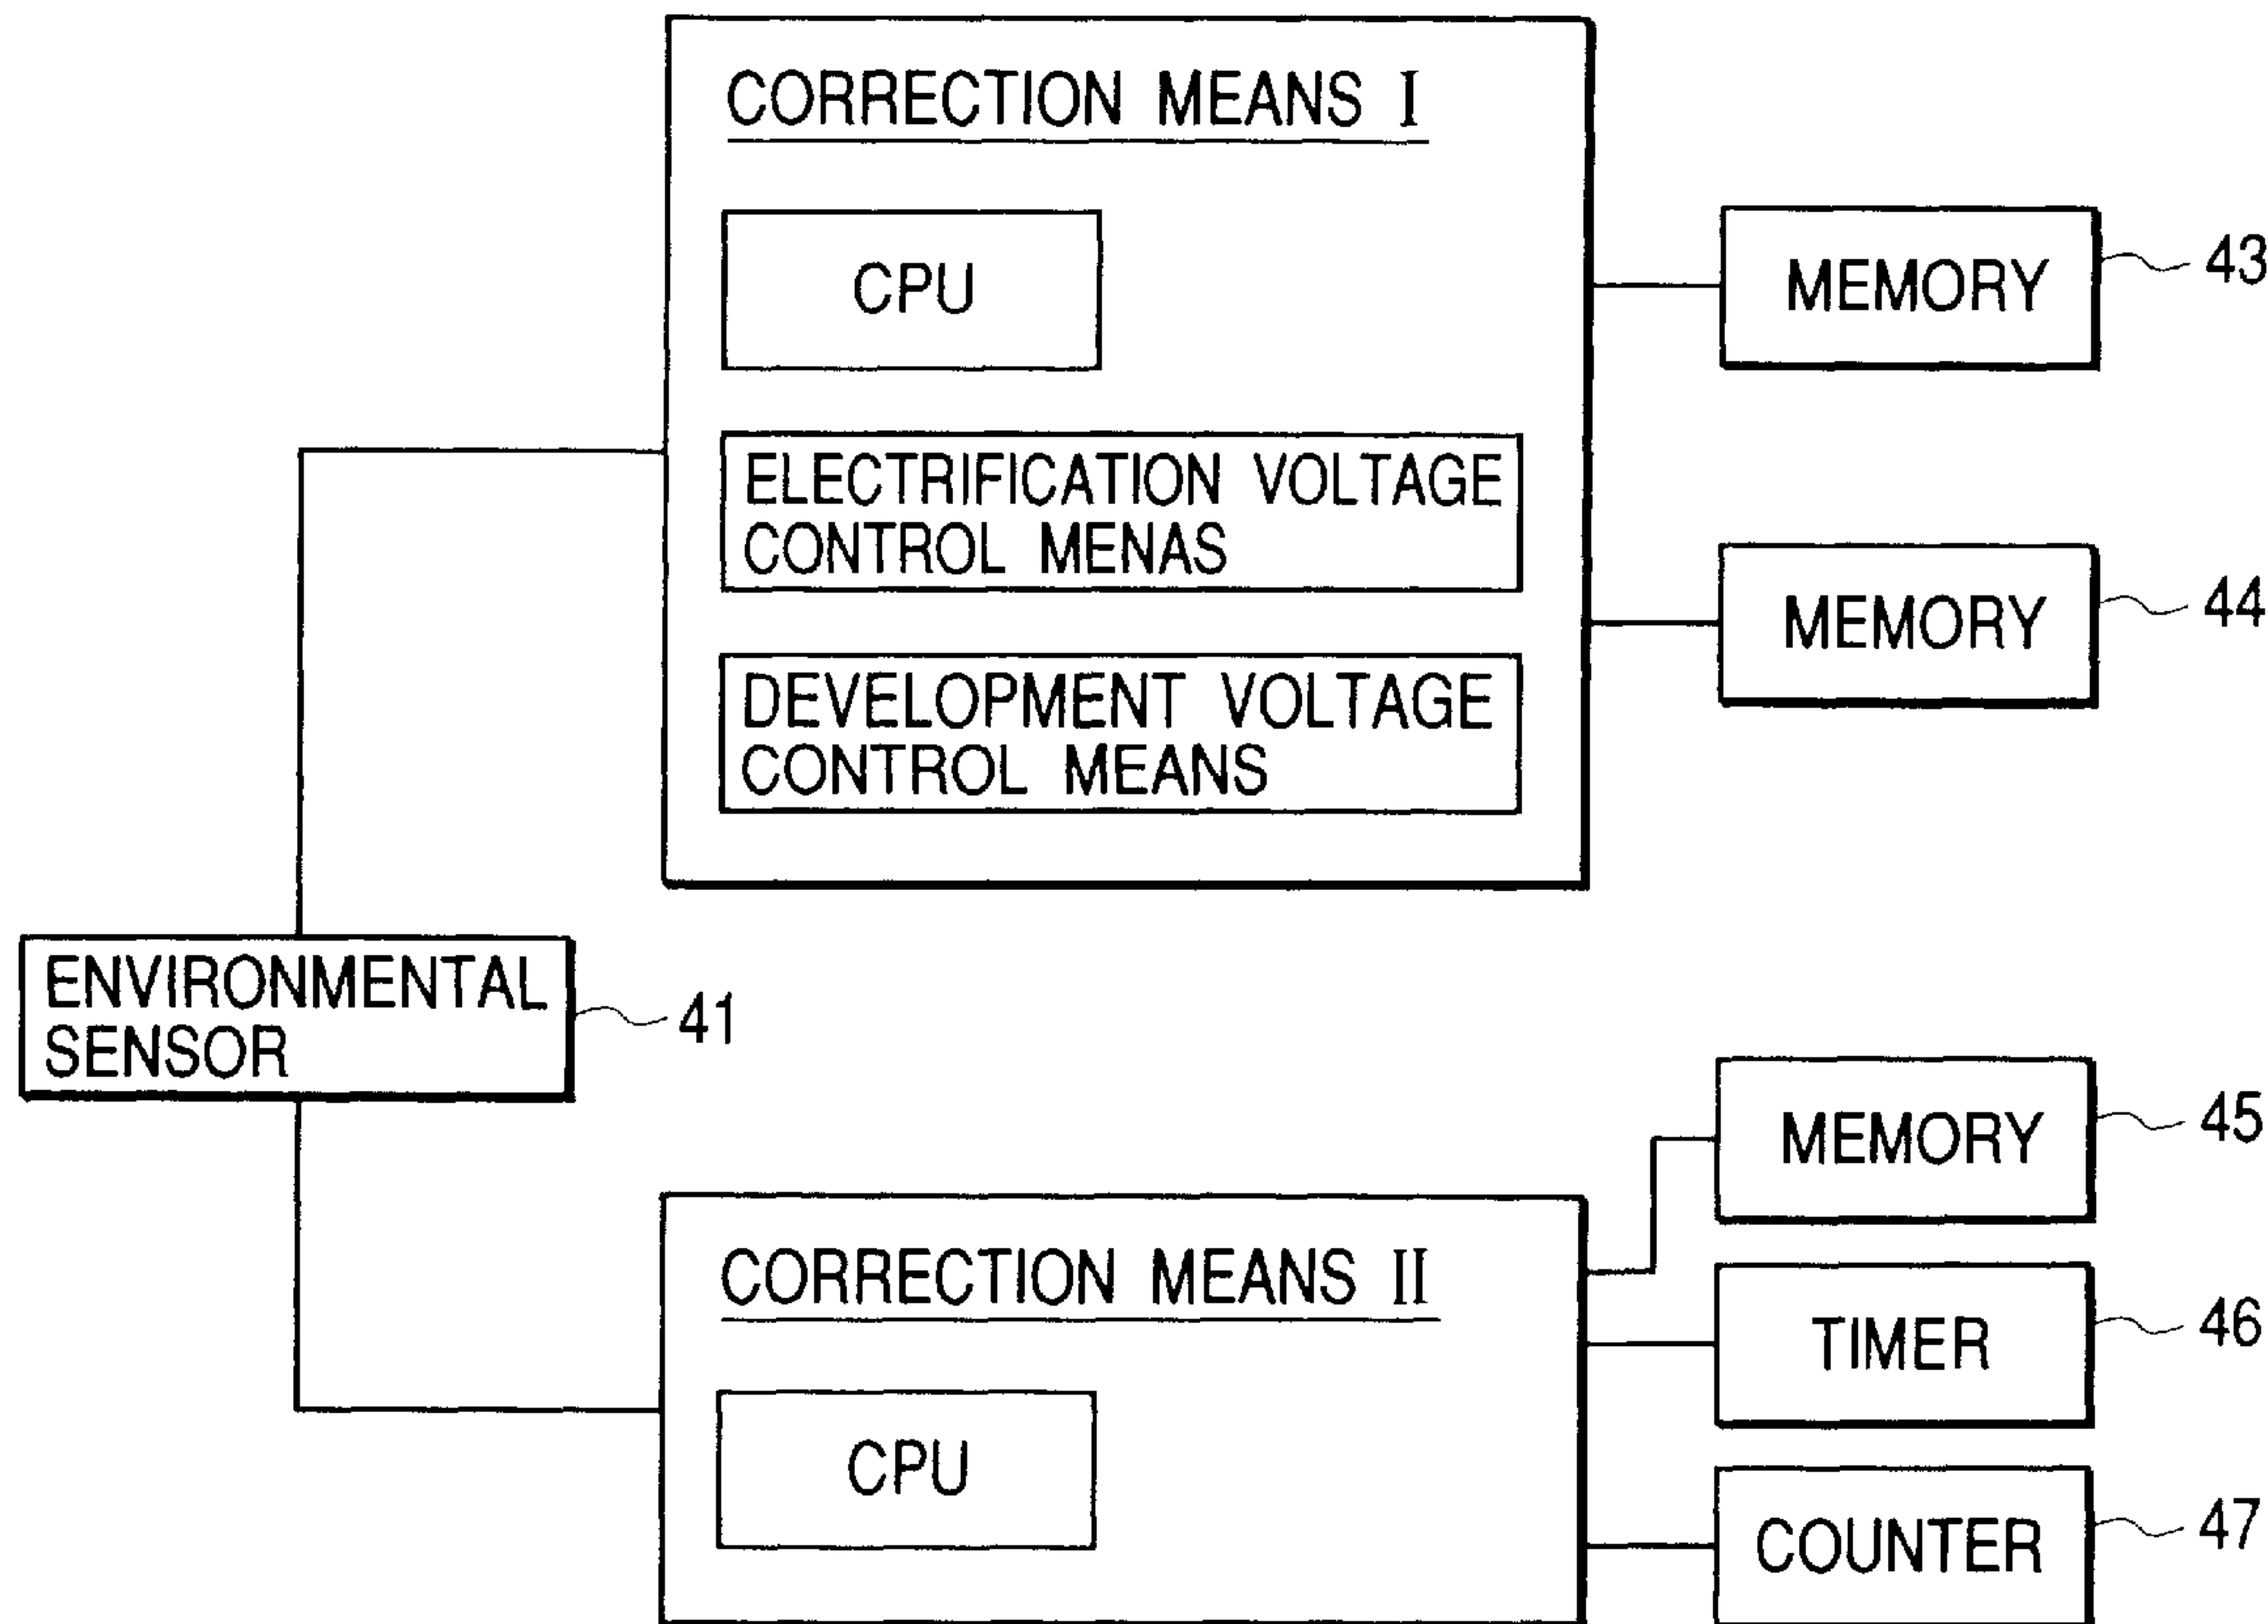 CORRECTION MEANS I
CPU
ELECTRIFICATION VOLTAGE
CONTROL MENAS
DEVELOPMENT VOLTAGE
CONTROL MEANS
MEMORY
43
MEMORY
44
ENVIRONMENTAL
SENSOR
41
CORRECTION MEANS II
CPU
MEMORY
45
TIMER
46
COUNTER
47